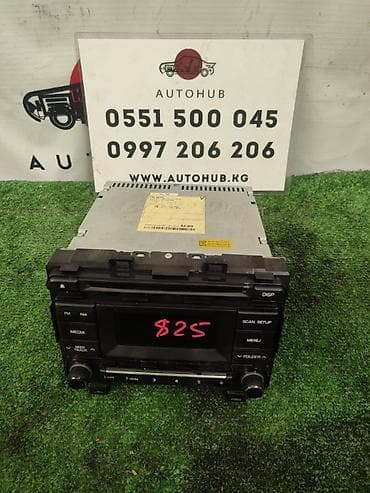 AUTOHUB
0551 500 045
0997 206 206
WWW.AUTOHUB.KG
A U
DISP
FM
AM
SCAN SETUP
MEDIA
MENU
SEEK
TRACK
FOLDER
825